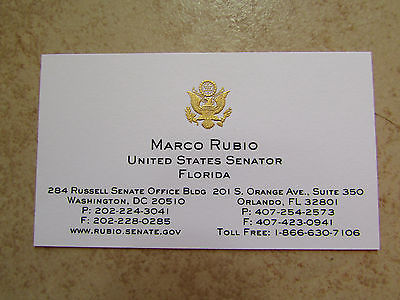 Marco Rubio
United States Senator
Florida
284 Russell Senate Office Bldg 201 S. Orange Ave., Suite 350
Washington, DC 20510 Orlando, FL 32801
P: 202-224-3041 P: 407-254-2573
F: 202-228-0285 F: 407-423-0941
www.rubio.senate.gov Toll Free: 1-866-630-7106